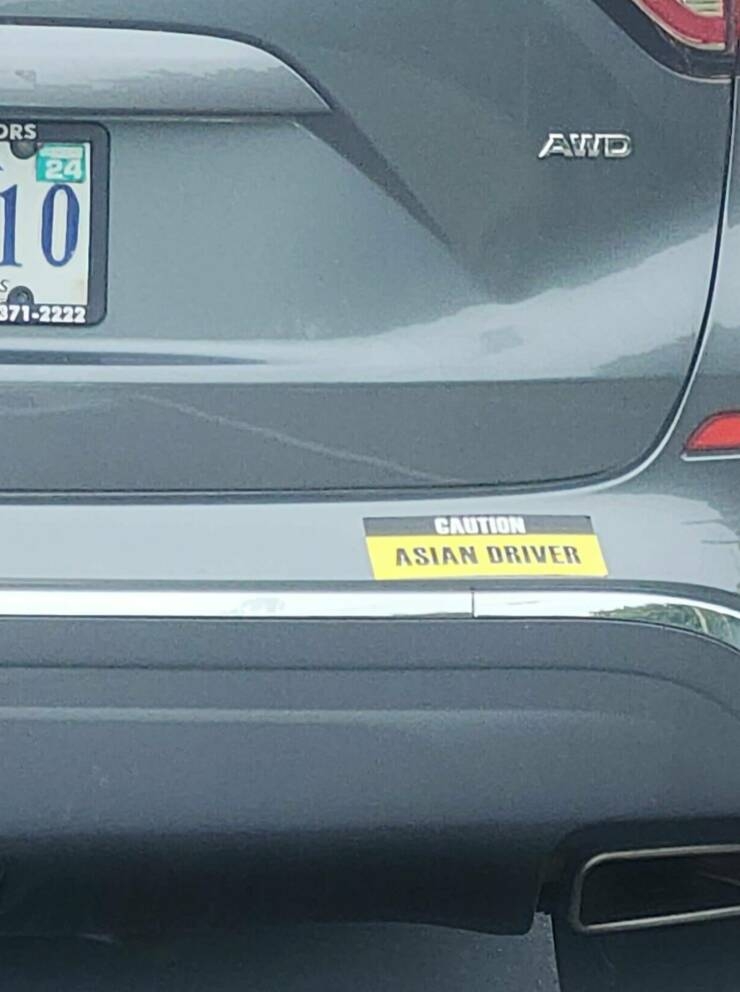 ORS
24
AWD
10
S
371-2222
CAUTION
ASIAN DRIVER